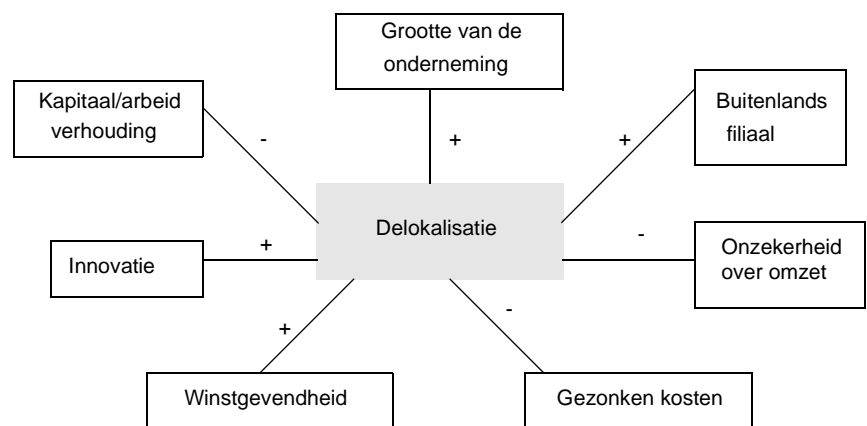 Grootte van de
onderneming
Kapitaal/arbeid
verhouding
Buitenlands
filiaal
-
+
+
Delokalisatie
Innovatie
+
-
Onzekerheid
over omzet
+
-
Winstgevendheid
Gezonken kosten